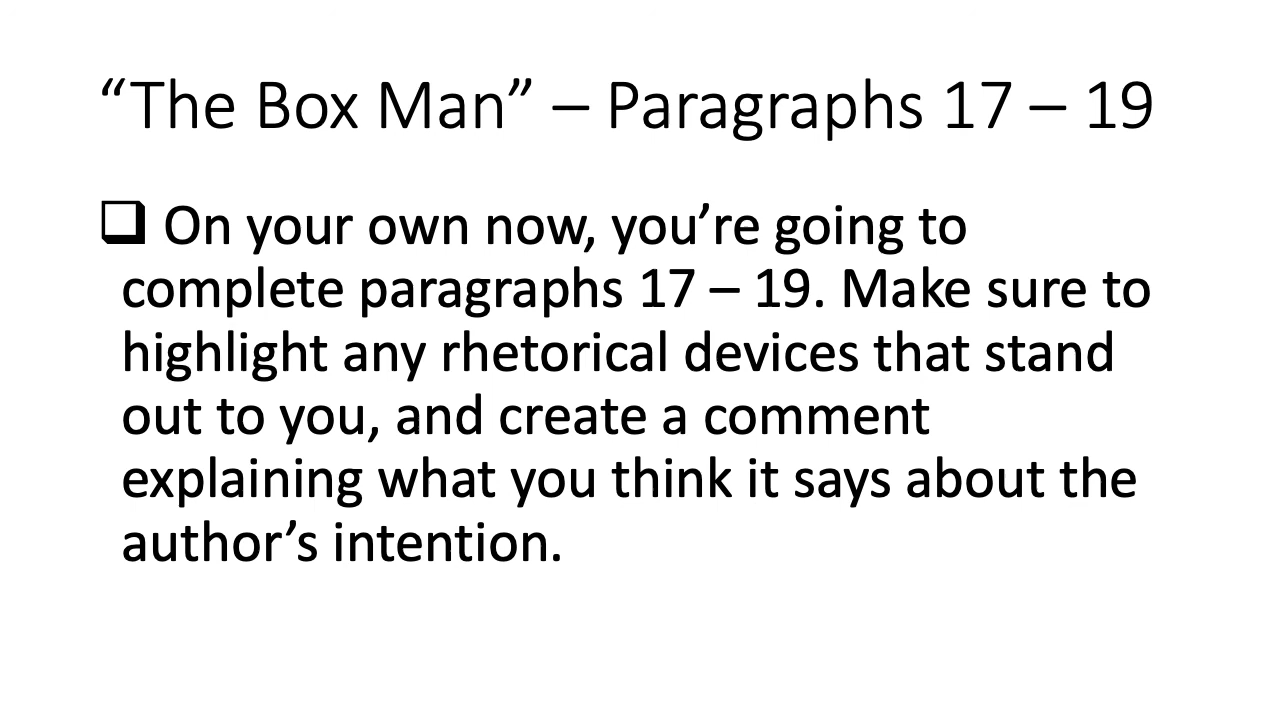 “The Box Man” – Paragraphs 17 – 19
❑ On your own now, you’re going to
complete paragraphs 17 – 19. Make sure to
highlight any rhetorical devices that stand
out to you, and create a comment
explaining what you think it says about the
author’s intention.